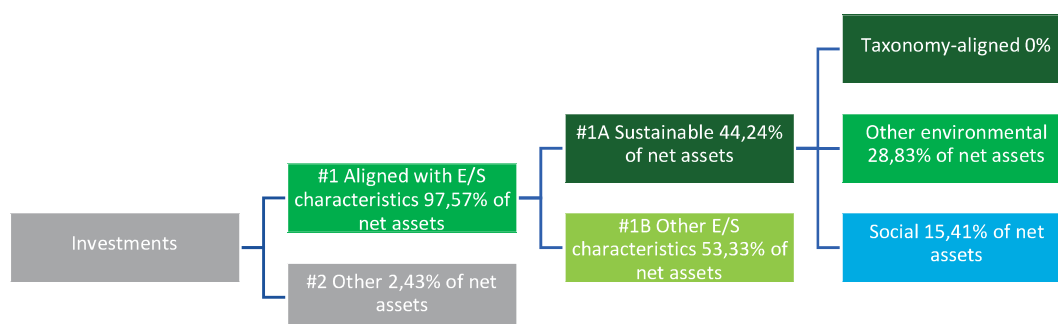 Investments
#1 Aligned with E/S
characteristics 97,57% of
net assets
#2 Other 2,43% of net
assets
#1A Sustainable 44,24%
of net assets
#1B Other E/S
characteristics 53,33% of
net assets
Taxonomy-aligned 0%
Other environmental
28,83% of net assets
Social 15,41% of net
assets